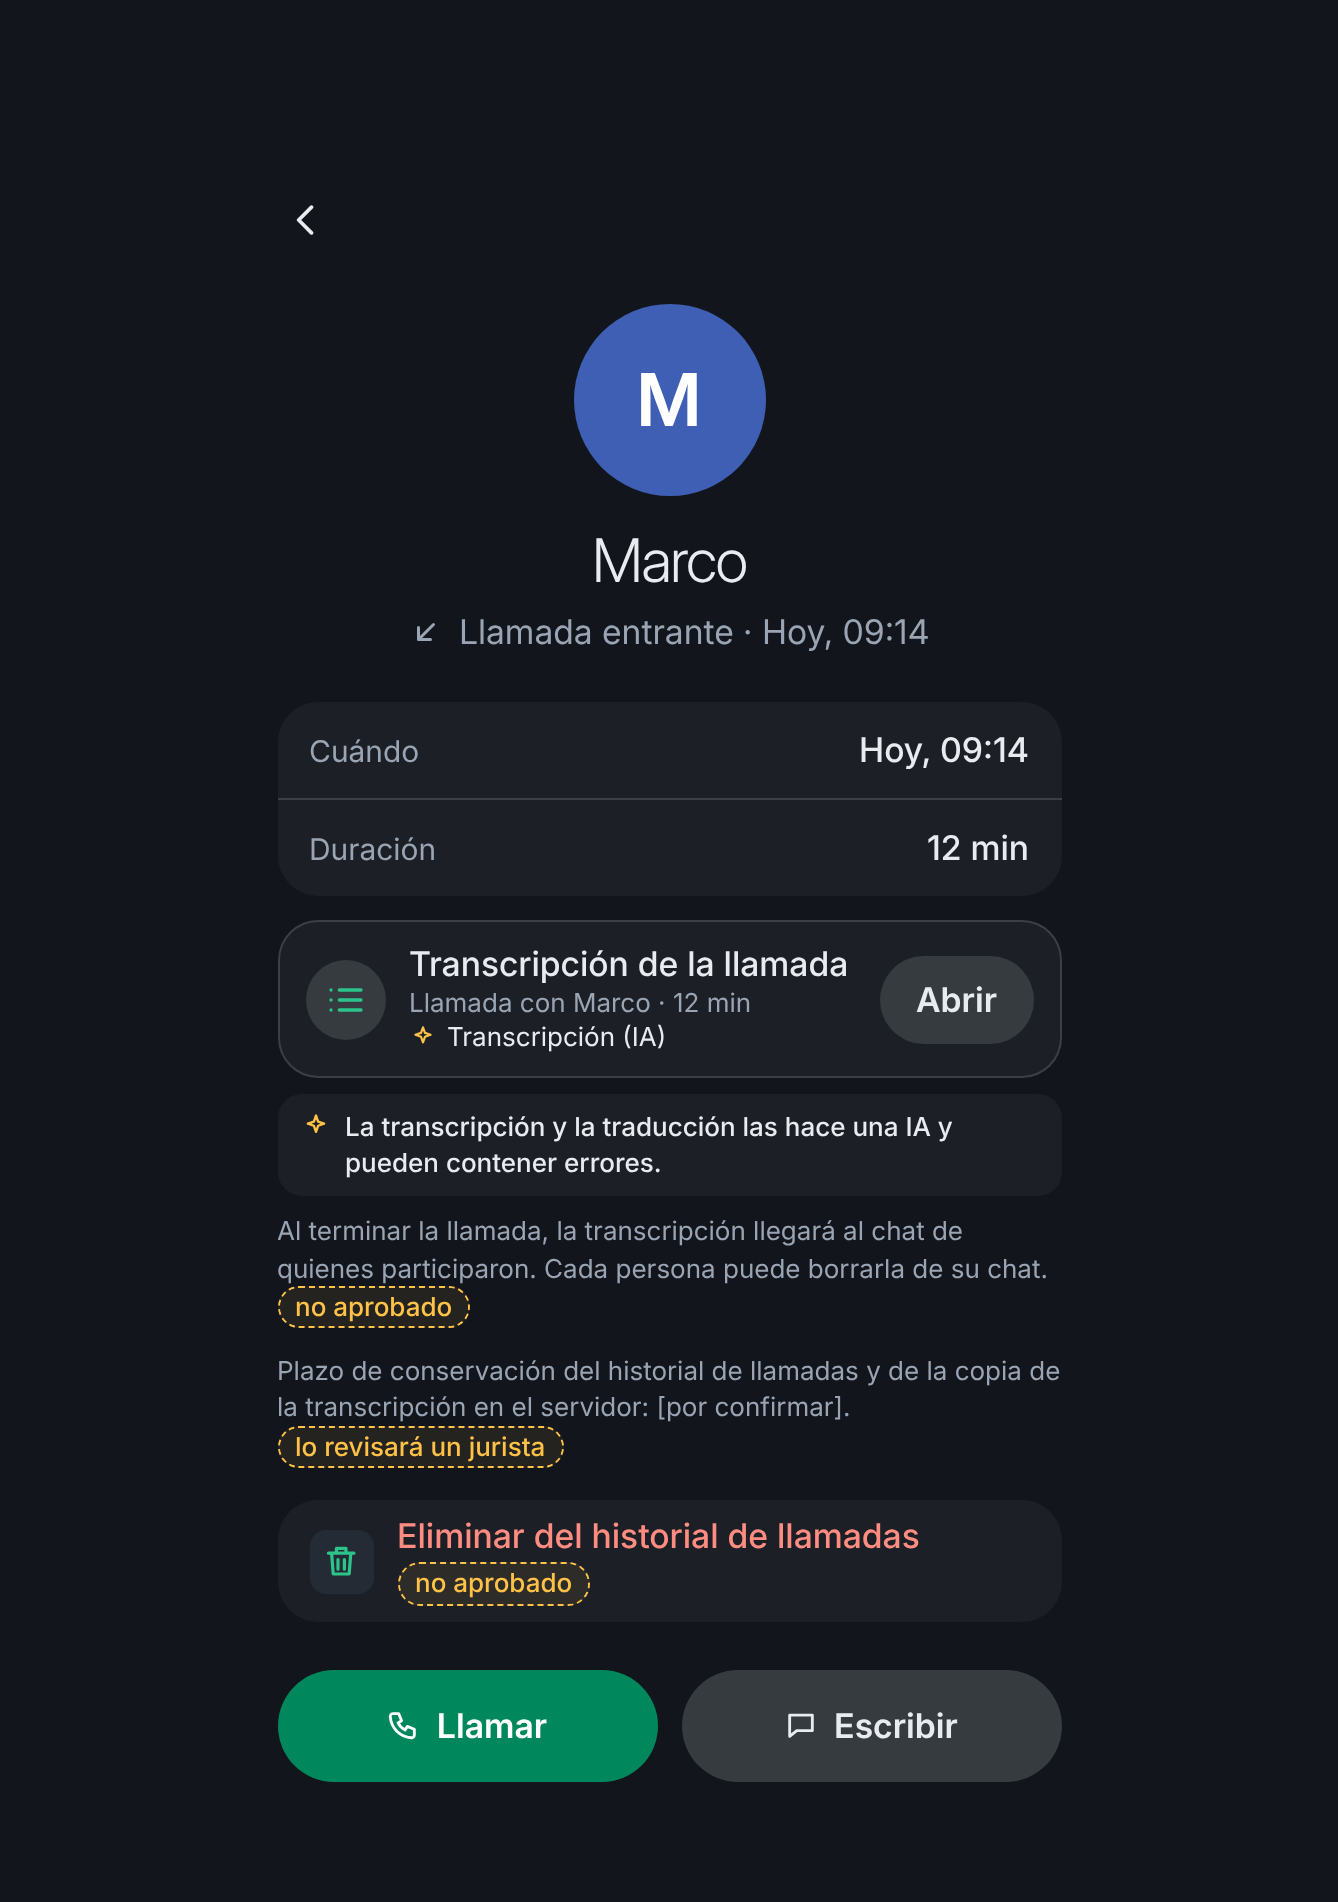 M
Marco
Llamada entrante · Hoy, 09:14
Cuándo
Hoy, 09:14
Duración
12 min
Transcripción de la llamada
Llamada con Marco · 12 min
Transcripción (IA)
Abrir
La transcripción y la traducción las hace una IA y
pueden contener errores.
Al terminar la llamada, la transcripción llegará al chat de
quienes participaron. Cada persona puede borrarla de su chat.
no aprobado
Plazo de conservación del historial de llamadas y de la copia de
la transcripción en el servidor: [por confirmar].
lo revisará un jurista
Eliminar del historial de llamadas
no aprobado
Llamar
Escribir